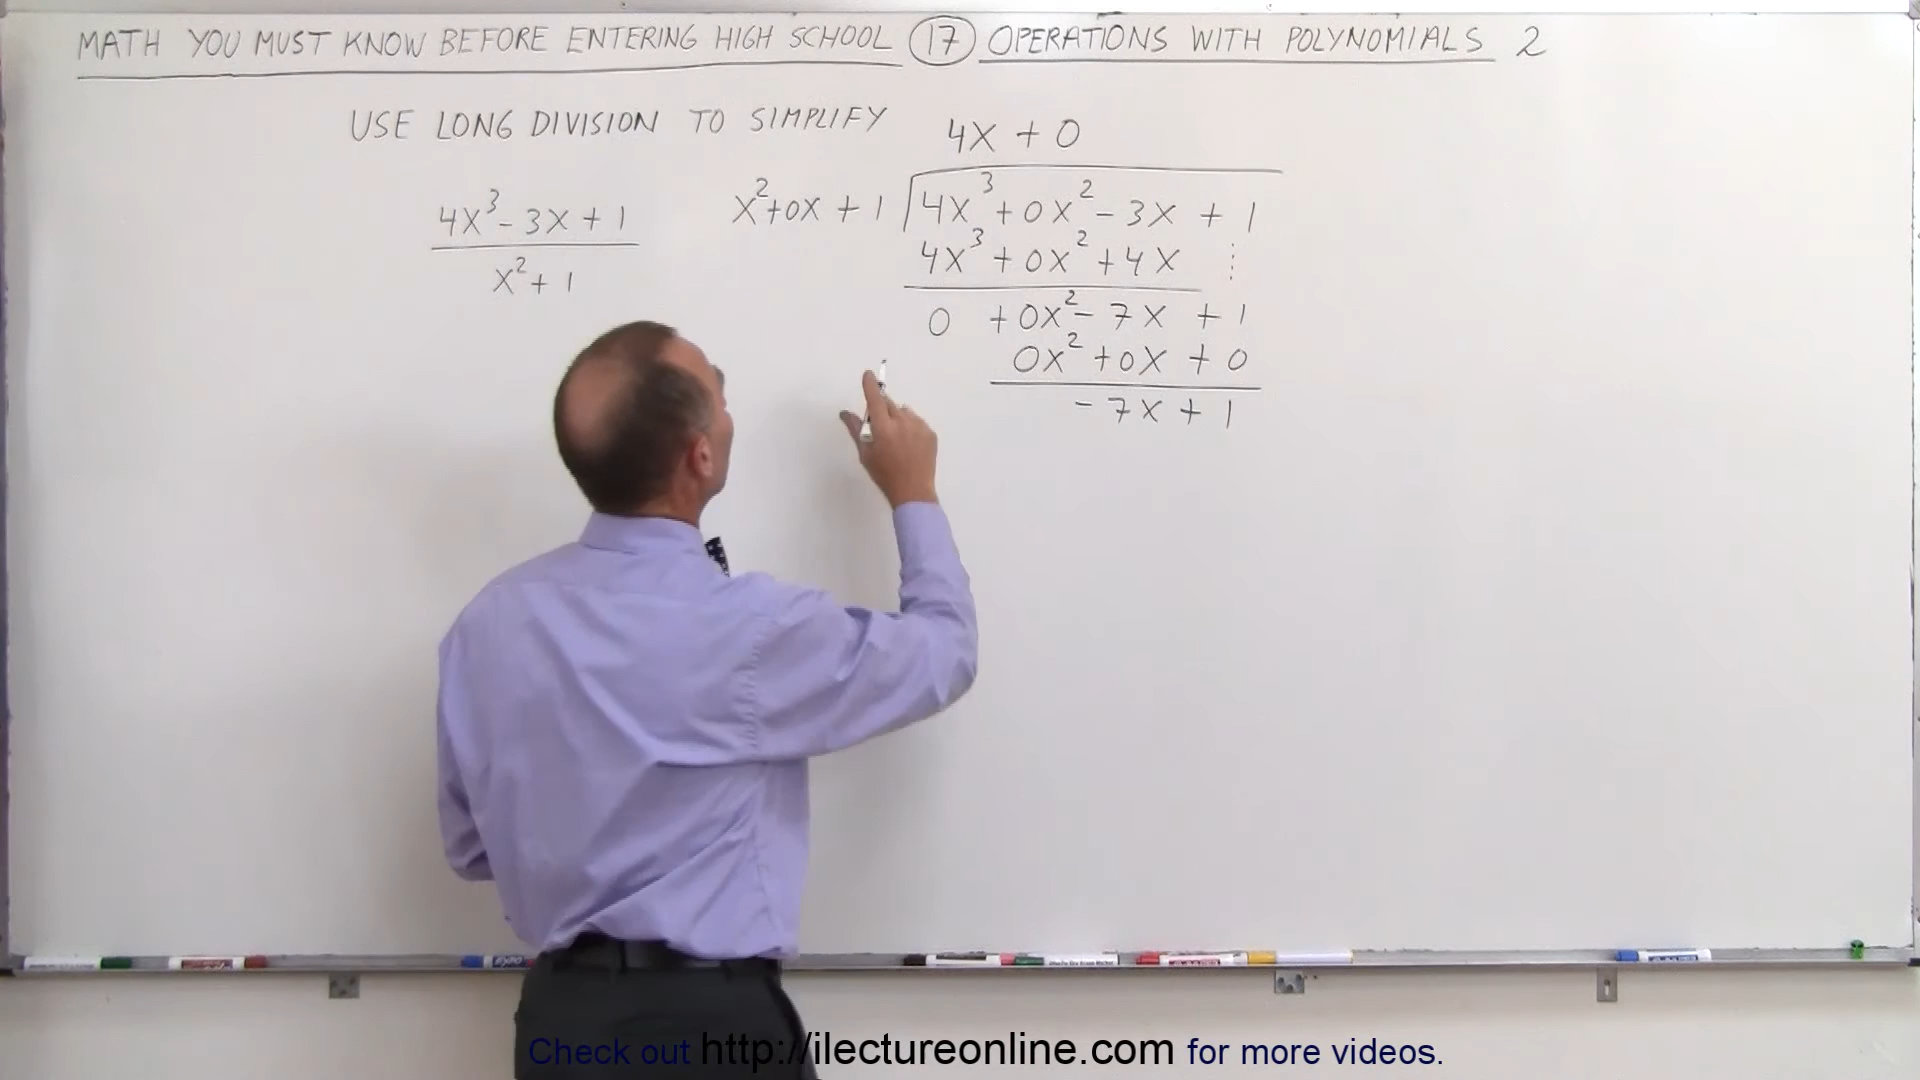 MATH YOU MUST KNOW BEFORE ENTERING HIGH SCHOOL 17 OPERATIONS WITH POLYNOMIALS 2
USE LONG DIVISION TO SIMPLIFY
4X³ - 3X + 1
X² + 1
4X + 0
X² + 0X + 1 4X³ + 0X² - 3X + 1
4X³ + 0X² + 4X
0 + 0X² - 7X + 1
0X² + 0X + 0
- 7X + 1
Check out http://ilectureonline.com for more videos.